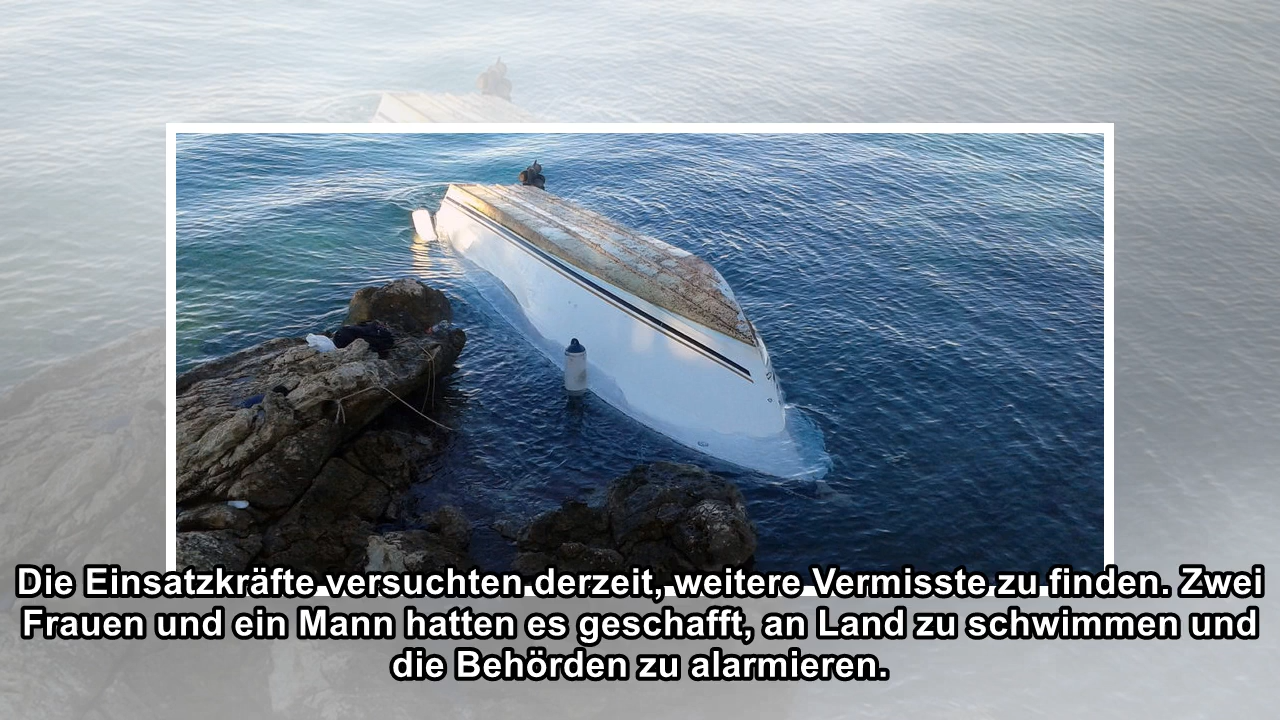 Die Einsatzkräfte versuchten derzeit, weitere Vermisste zu finden. Zwei
Frauen und ein Mann hatten es geschafft, an Land zu schwimmen und
die Behörden zu alarmieren.